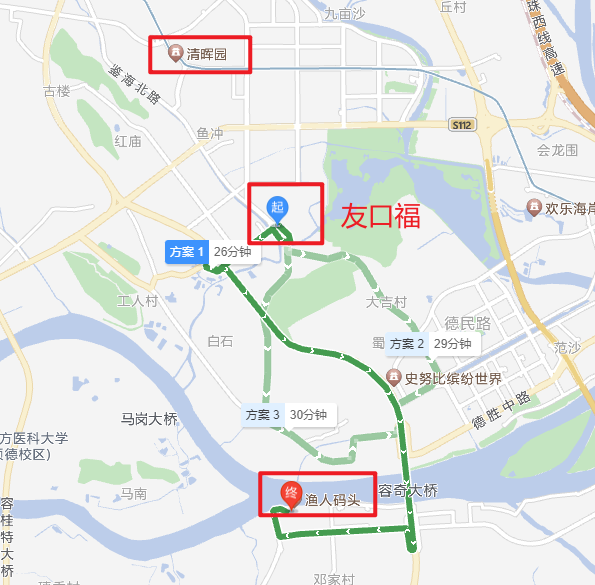 九亩沙
丘村
珠西线高速
清晖园
鉴海北路
古楼
S112
鱼冲
红庙
会龙围
起
友口福
欢乐海岸
方案 1 26分钟
工人村
大吉村
德民路
白石
蜀
方案 2 29分钟
范沙
史努比缤纷世界
德胜中路
方案 3 30分钟
马岗大桥
方医科大学
顺德校区)
马南
终
渔人码头
容奇大桥
容桂特大桥
邓家村